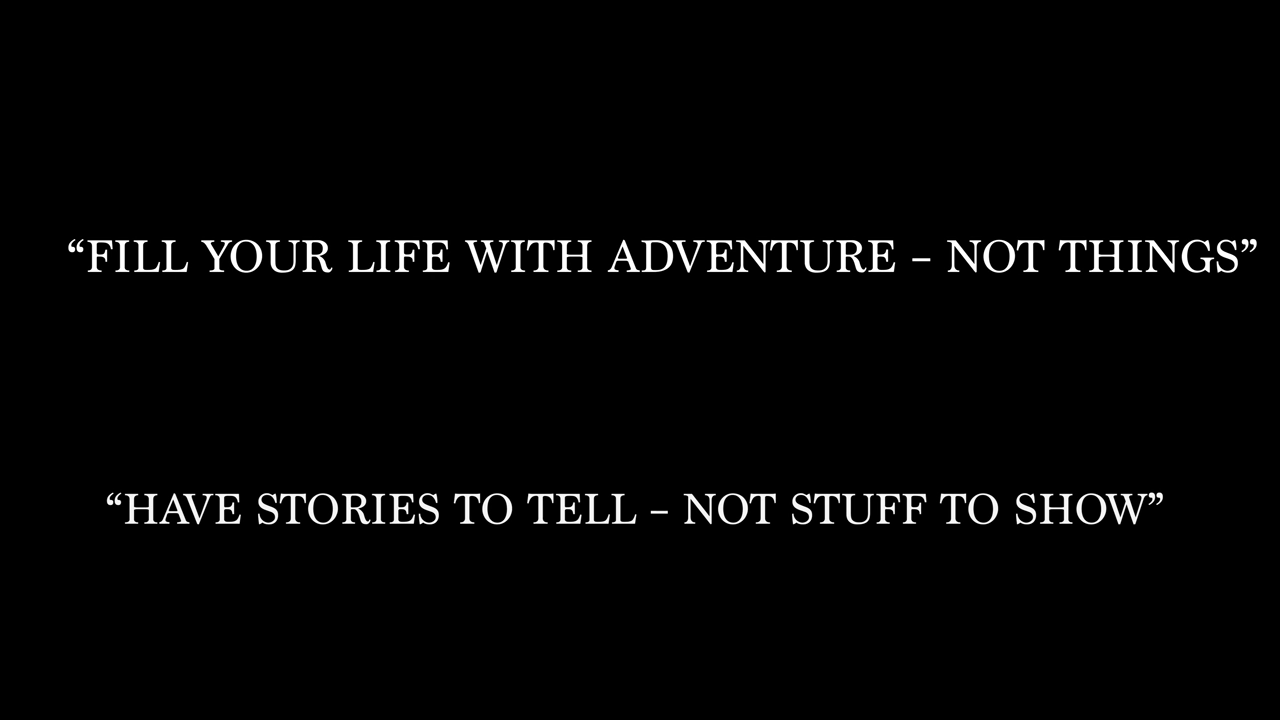 “FILL YOUR LIFE WITH ADVENTURE – NOT THINGS”
“HAVE STORIES TO TELL – NOT STUFF TO SHOW”